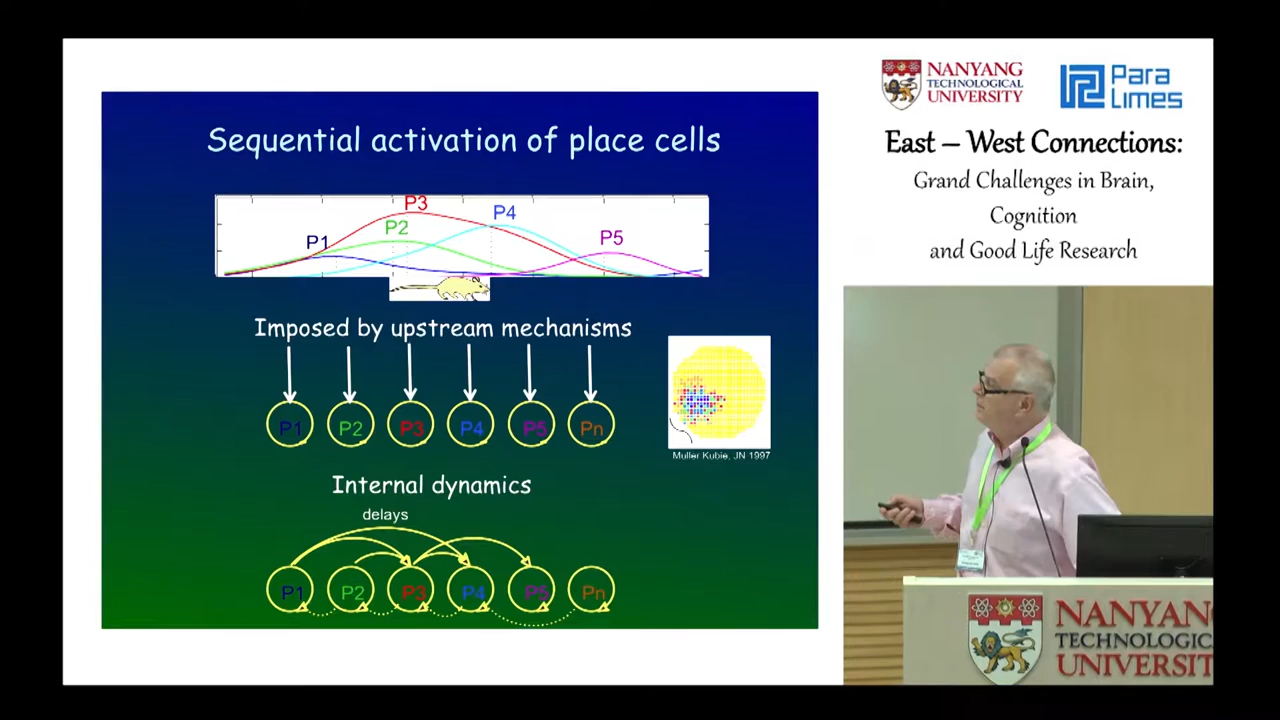 Sequential activation of place cells
P1
P2
P3
P4
P5
Imposed by upstream mechanisms
P1 P2 P3 P4 P5 Pn
Muller Kubie, JN 1997
Internal dynamics
delays
P1 P2 P3 P4 P5 Pn
NANYANG
TECHNOLOGICAL
UNIVERSITY
Para
Limes
East – West Connections:
Grand Challenges in Brain,
Cognition
and Good Life Research
NANYANG
TECHNOLOGICA
UNIVERSIT